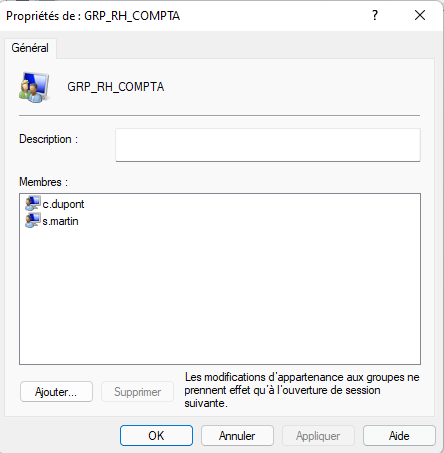 Propriétés de : GRP_RH_COMPTA
?
Général
GRP_RH_COMPTA
Description :
Membres :
c.dupont
s.martin
Ajouter...
Supprimer
Les modifications d'appartenance aux groupes ne
prennent effet qu'à l'ouverture de session
suivante.
OK
Annuler
Appliquer
Aide